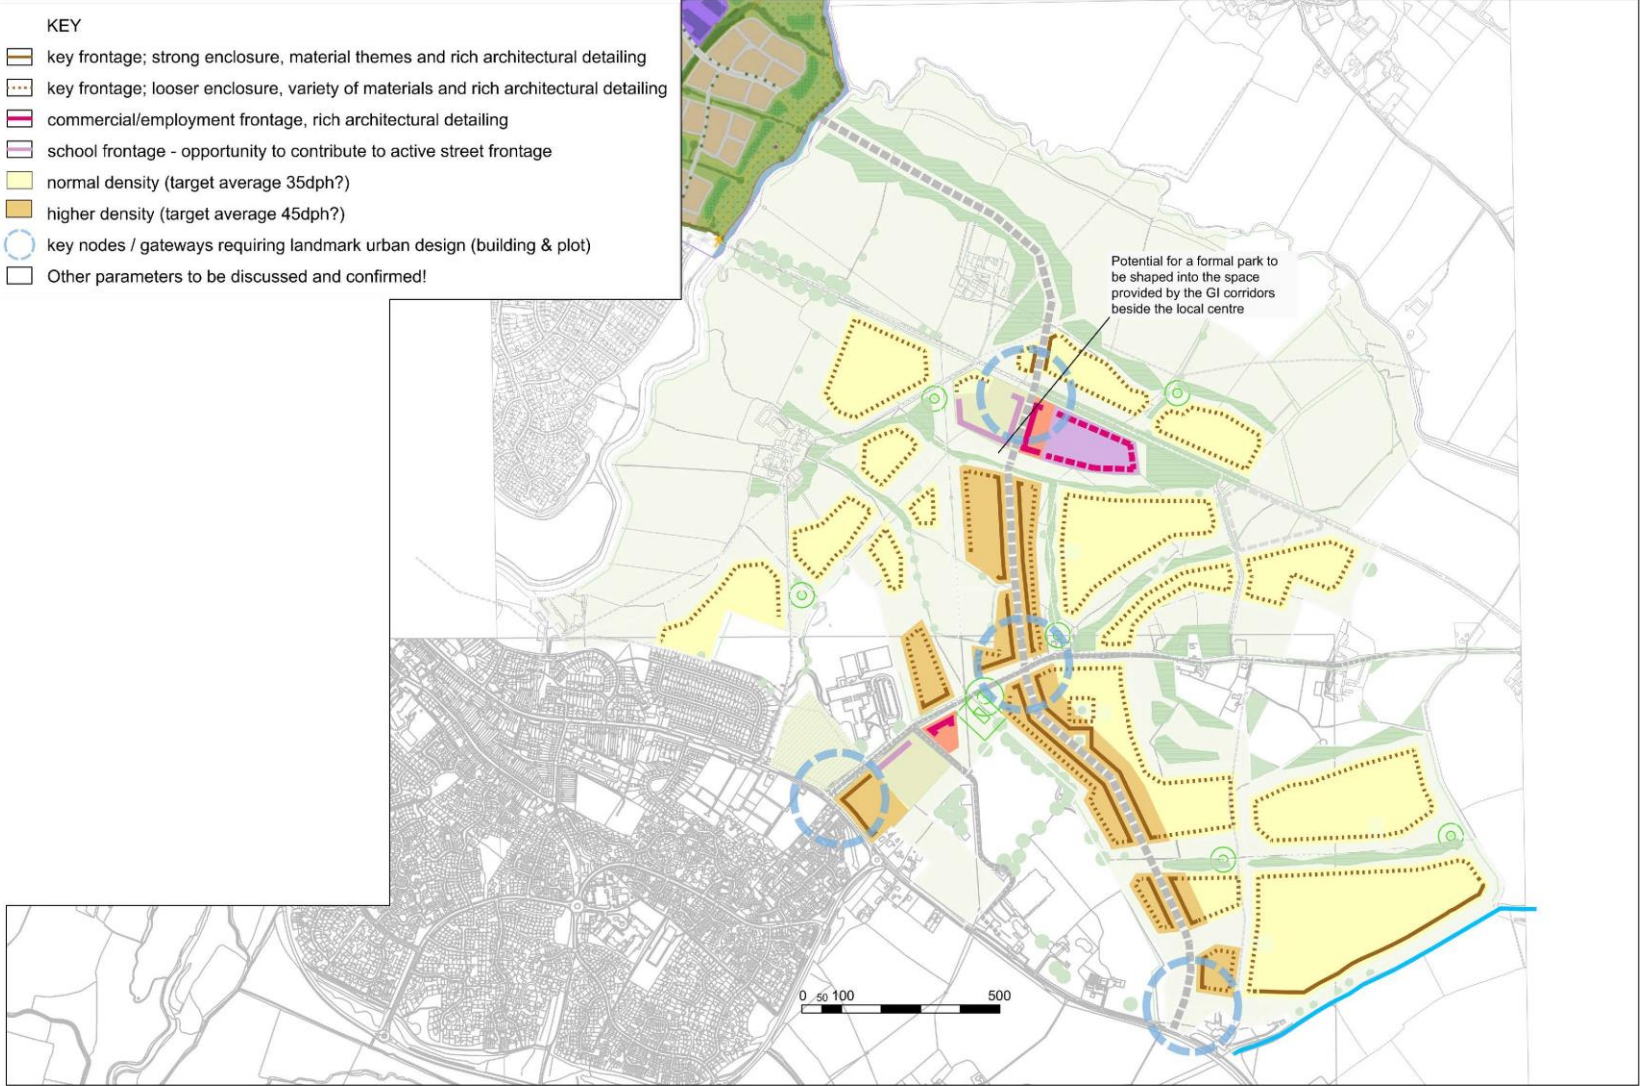 KEY
key frontage; strong enclosure, material themes and rich architectural detailing
key frontage; looser enclosure, variety of materials and rich architectural detailing
commercial/employment frontage, rich architectural detailing
school frontage - opportunity to contribute to active street frontage
normal density (target average 35dph?)
higher density (target average 45dph?)
key nodes / gateways requiring landmark urban design (building & plot)
Other parameters to be discussed and confirmed!
Potential for a formal park to
be shaped into the space
provided by the GI corridors
beside the local centre
0 50 100 500